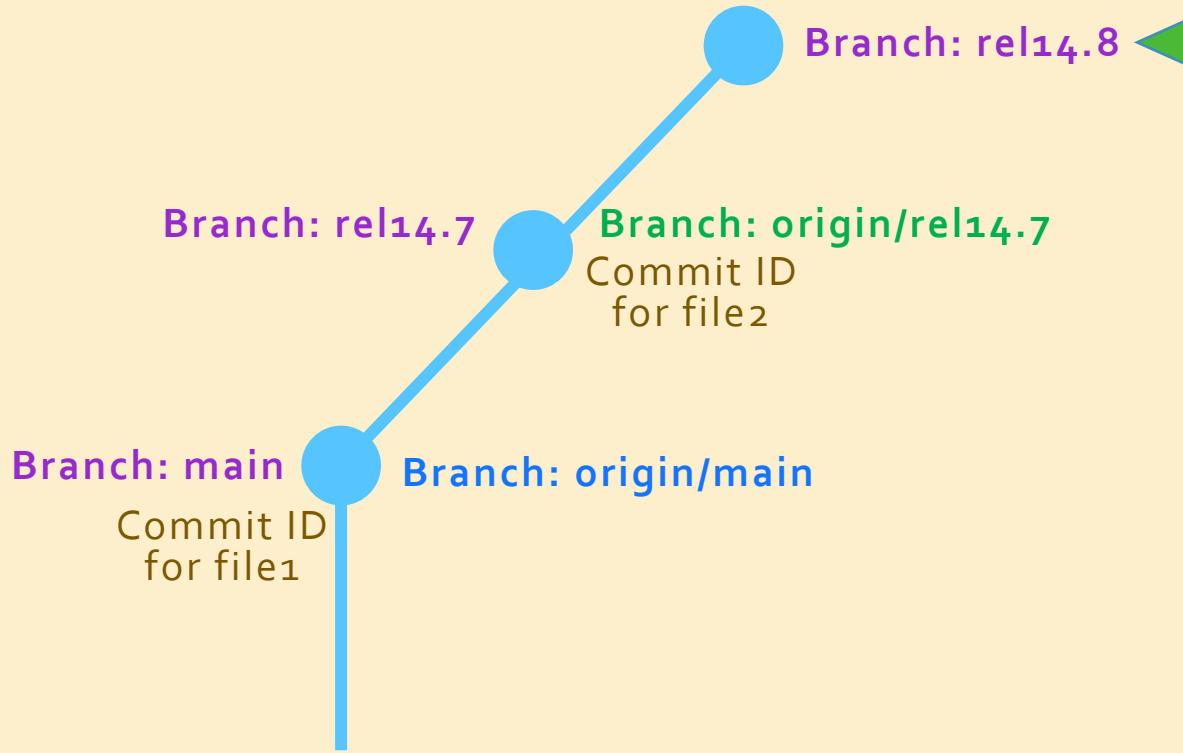 Branch: rel14.8
Branch: rel14.7
Branch: origin/rel14.7
Commit ID
for file2
Branch: main
Branch: origin/main
Commit ID
for file1